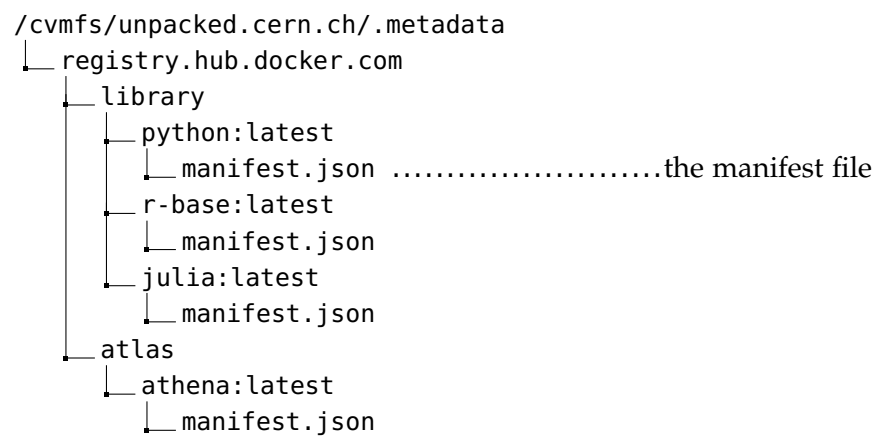 /cvmfs/unpacked.cern.ch/.metadata
registry.hub.docker.com
library
python:latest
manifest.json ........................the manifest file
r-base:latest
manifest.json
julia:latest
manifest.json
atlas
athena:latest
manifest.json